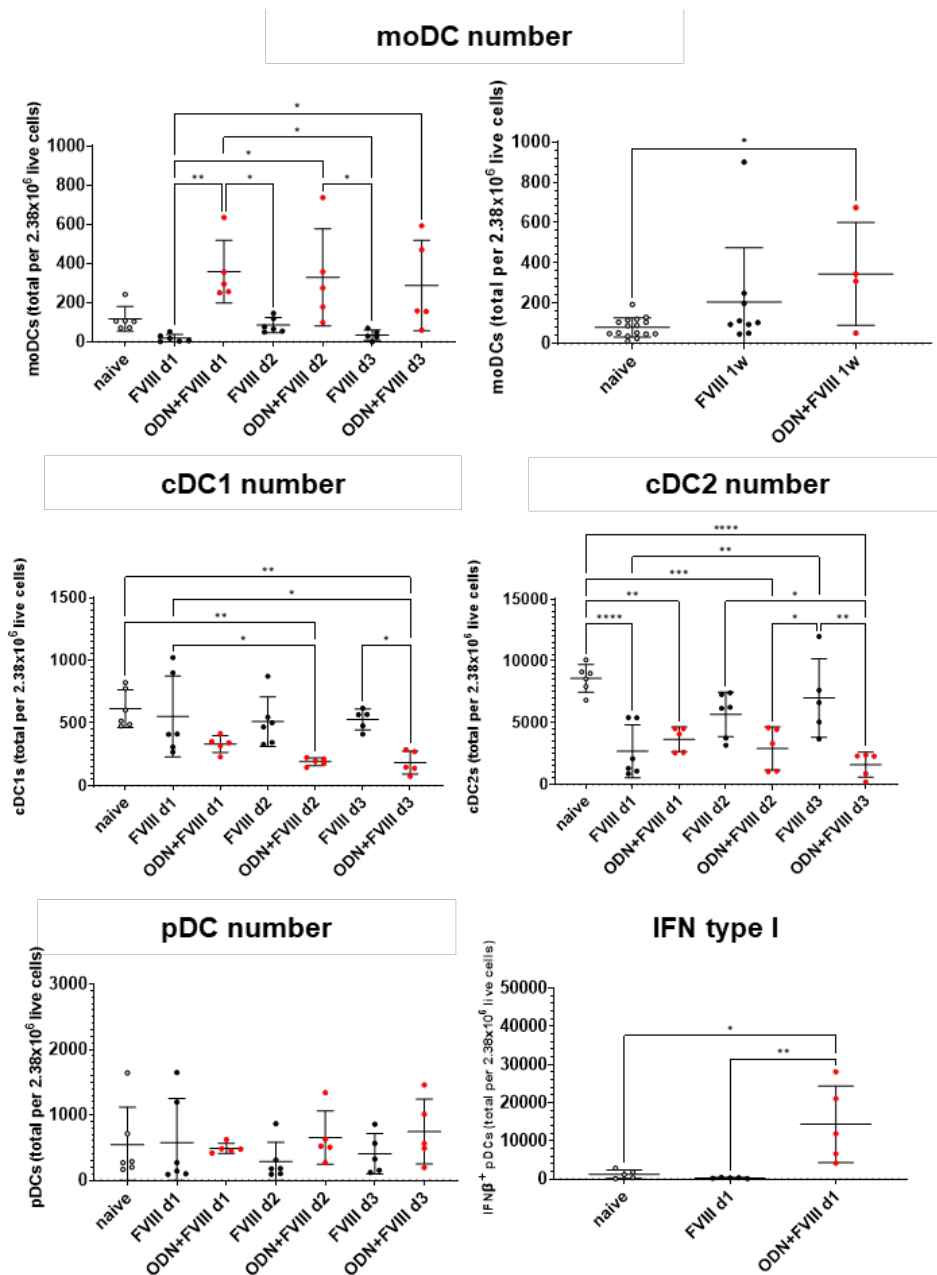 moDC number
moDCs (total per 2.38x10⁶ live cells)
1000
800
600
400
200
0
*
*
*
**
*
*
naive
FVIII d1
ODN+FVIII d1
FVIII d2
ODN+FVIII d2
FVIII d3
ODN+FVIII d3
moDCs (total per 2.38x10⁶ live cells)
1000
800
600
400
200
0
*
naive
FVIII 1w
ODN+FVIII 1w
cDC1 number
cDC1s (total per 2.38x10⁶ live cells)
1500
1000
500
0
**
*
**
*
*
naive
FVIII d1
ODN+FVIII d1
FVIII d2
ODN+FVIII d2
FVIII d3
ODN+FVIII d3
cDC2 number
cDC2s (total per 2.38x10⁶ live cells)
15000
10000
5000
0
****
**
***
**
*
****
*
**
naive
FVIII d1
ODN+FVIII d1
FVIII d2
ODN+FVIII d2
FVIII d3
ODN+FVIII d3
pDC number
pDCs (total per 2.38x10⁶ live cells)
3000
2000
1000
0
naive
FVIII d1
ODN+FVIII d1
FVIII d2
ODN+FVIII d2
FVIII d3
ODN+FVIII d3
IFN type I
IFNβ⁺ pDCs (total per 2.38x10⁶ live cells)
50000
40000
30000
20000
10000
0
*
**
naive
FVIII d1
ODN+FVIII d1